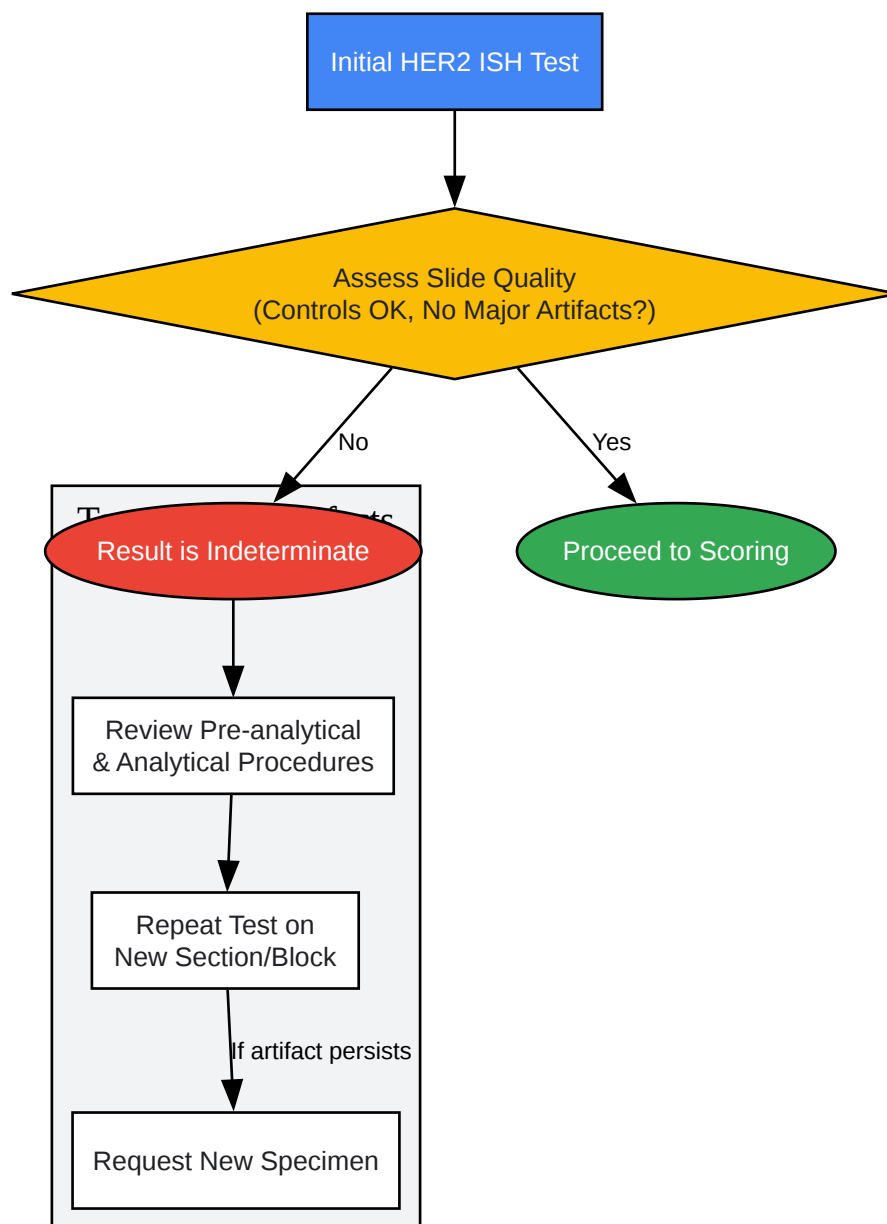 Initial HER2 ISH Test
Assess Slide Quality
(Controls OK, No Major Artifacts?)
No
Yes
Result is Indeterminate
Proceed to Scoring
Review Pre-analytical
& Analytical Procedures
Repeat Test on
New Section/Block
If artifact persists
Request New Specimen